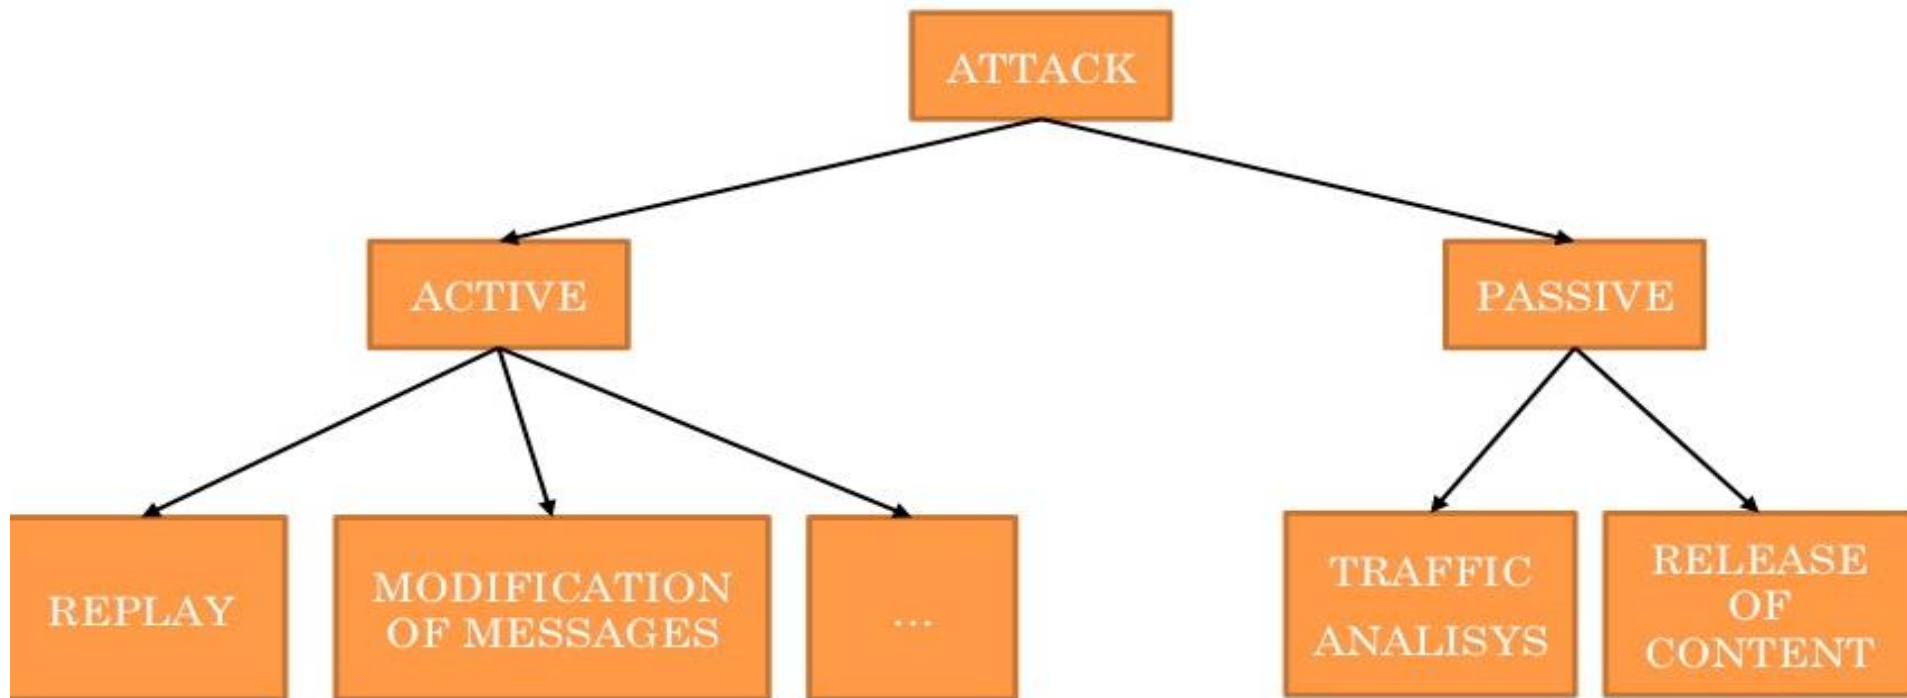 ATTACK
ACTIVE
PASSIVE
REPLAY
MODIFICATION
OF MESSAGES
...
TRAFFIC
ANALISYS
RELEASE
OF
CONTENT